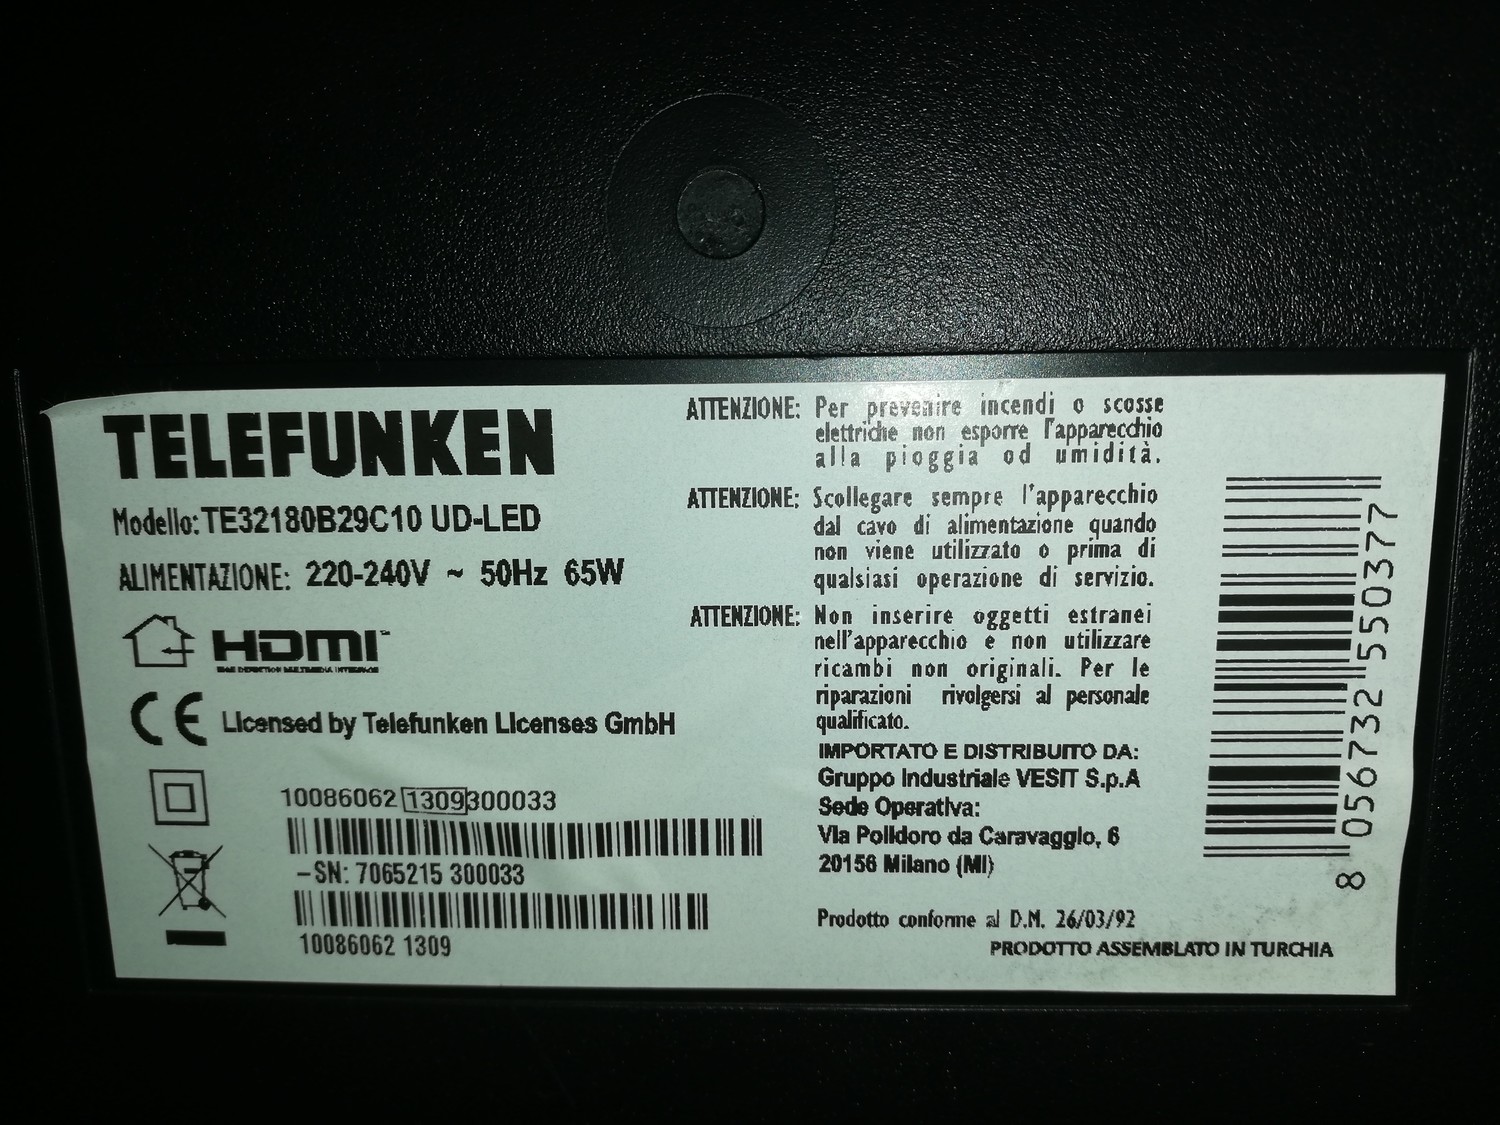 TELEFUNKEN
Modello: TE32180B29C10 UD-LED
ALIMENTAZIONE: 220-240V ~ 50Hz 65W
HDMI
HIGH DEFINITION MULTIMEDIA INTERFACE
CE Licensed by Telefunken Licenses GmbH
10086062 1309 300033
-SN: 7065215 300033
10086062 1309
ATTENZIONE: Per prevenire incendi o scosse
elettriche non esporre l'apparecchio
alla pioggia od umidità.
ATTENZIONE: Scollegare sempre l'apparecchio
dal cavo di alimentazione quando
non viene utilizzato o prima di
qualsiasi operazione di servizio.
ATTENZIONE: Non inserire oggetti estranei
nell'apparecchio e non utilizzare
ricambi non originali. Per le
riparazioni rivolgersi al personale
qualificato.
IMPORTATO E DISTRIBUITO DA:
Gruppo Industriale VESIT S.p.A
Sede Operativa:
Via Polidoro da Caravaggio, 6
20156 Milano (MI)
Prodotto conforme al D.M. 26/03/92
PRODOTTO ASSEMBLATO IN TURCHIA
8 056732 550377